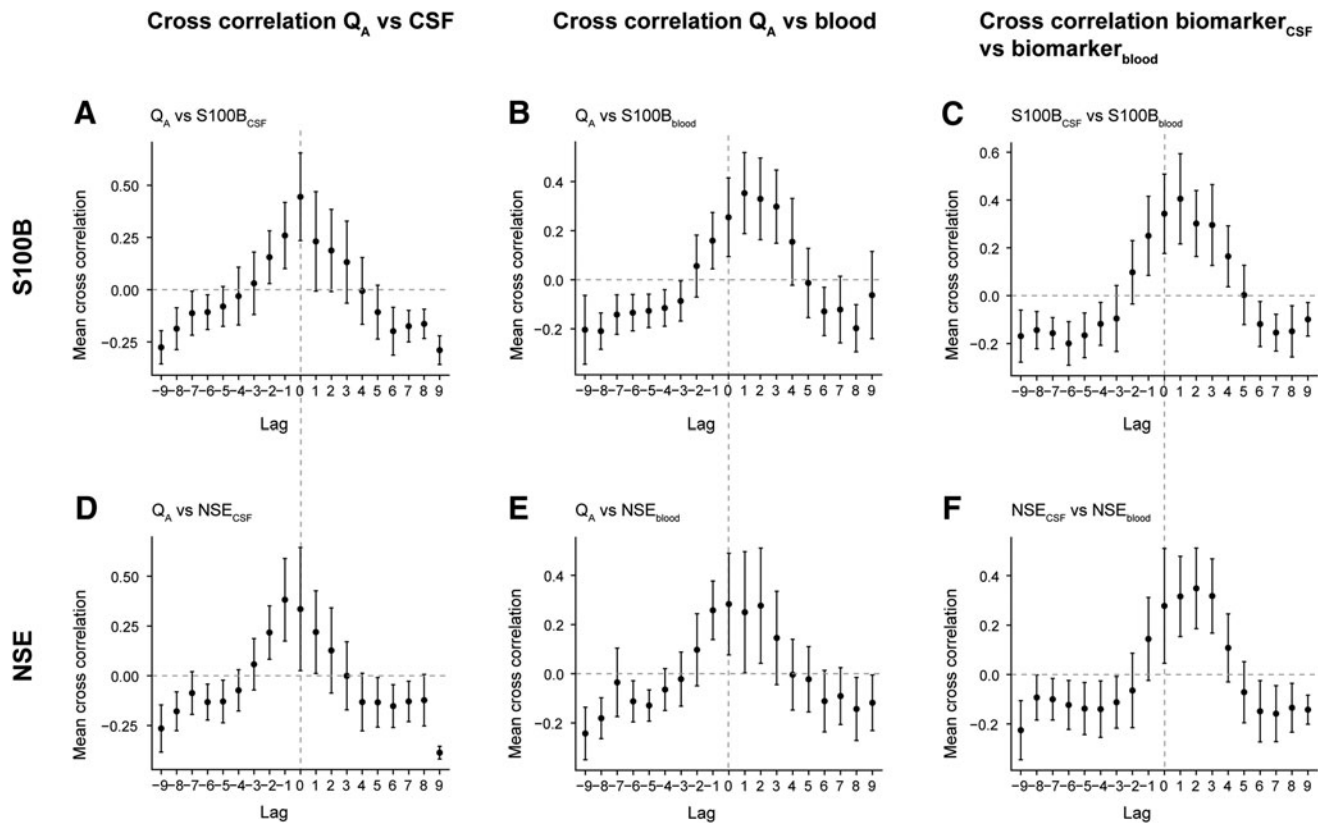 Cross correlation Q_A vs CSF
Cross correlation Q_A vs blood
Cross correlation biomarker_CSF
vs biomarker_blood
S100B
A
Q_A vs S100B_CSF
Mean cross correlation
0.50
0.25
0.00
−0.25
−9 −8 −7 −6 −5 −4 −3 −2 −1 0 1 2 3 4 5 6 7 8 9
Lag
B
Q_A vs S100B_blood
Mean cross correlation
0.4
0.2
0.0
−0.2
−9 −8 −7 −6 −5 −4 −3 −2 −1 0 1 2 3 4 5 6 7 8 9
Lag
C
S100B_CSF vs S100B_blood
Mean cross correlation
0.6
0.4
0.2
0.0
−0.2
−9 −8 −7 −6 −5 −4 −3 −2 −1 0 1 2 3 4 5 6 7 8 9
Lag
NSE
D
Q_A vs NSE_CSF
Mean cross correlation
0.50
0.25
0.00
−0.25
−9 −8 −7 −6 −5 −4 −3 −2 −1 0 1 2 3 4 5 6 7 8 9
Lag
E
Q_A vs NSE_blood
Mean cross correlation
0.4
0.2
0.0
−0.2
−9 −8 −7 −6 −5 −4 −3 −2 −1 0 1 2 3 4 5 6 7 8 9
Lag
F
NSE_CSF vs NSE_blood
Mean cross correlation
0.4
0.2
0.0
−0.2
−9 −8 −7 −6 −5 −4 −3 −2 −1 0 1 2 3 4 5 6 7 8 9
Lag